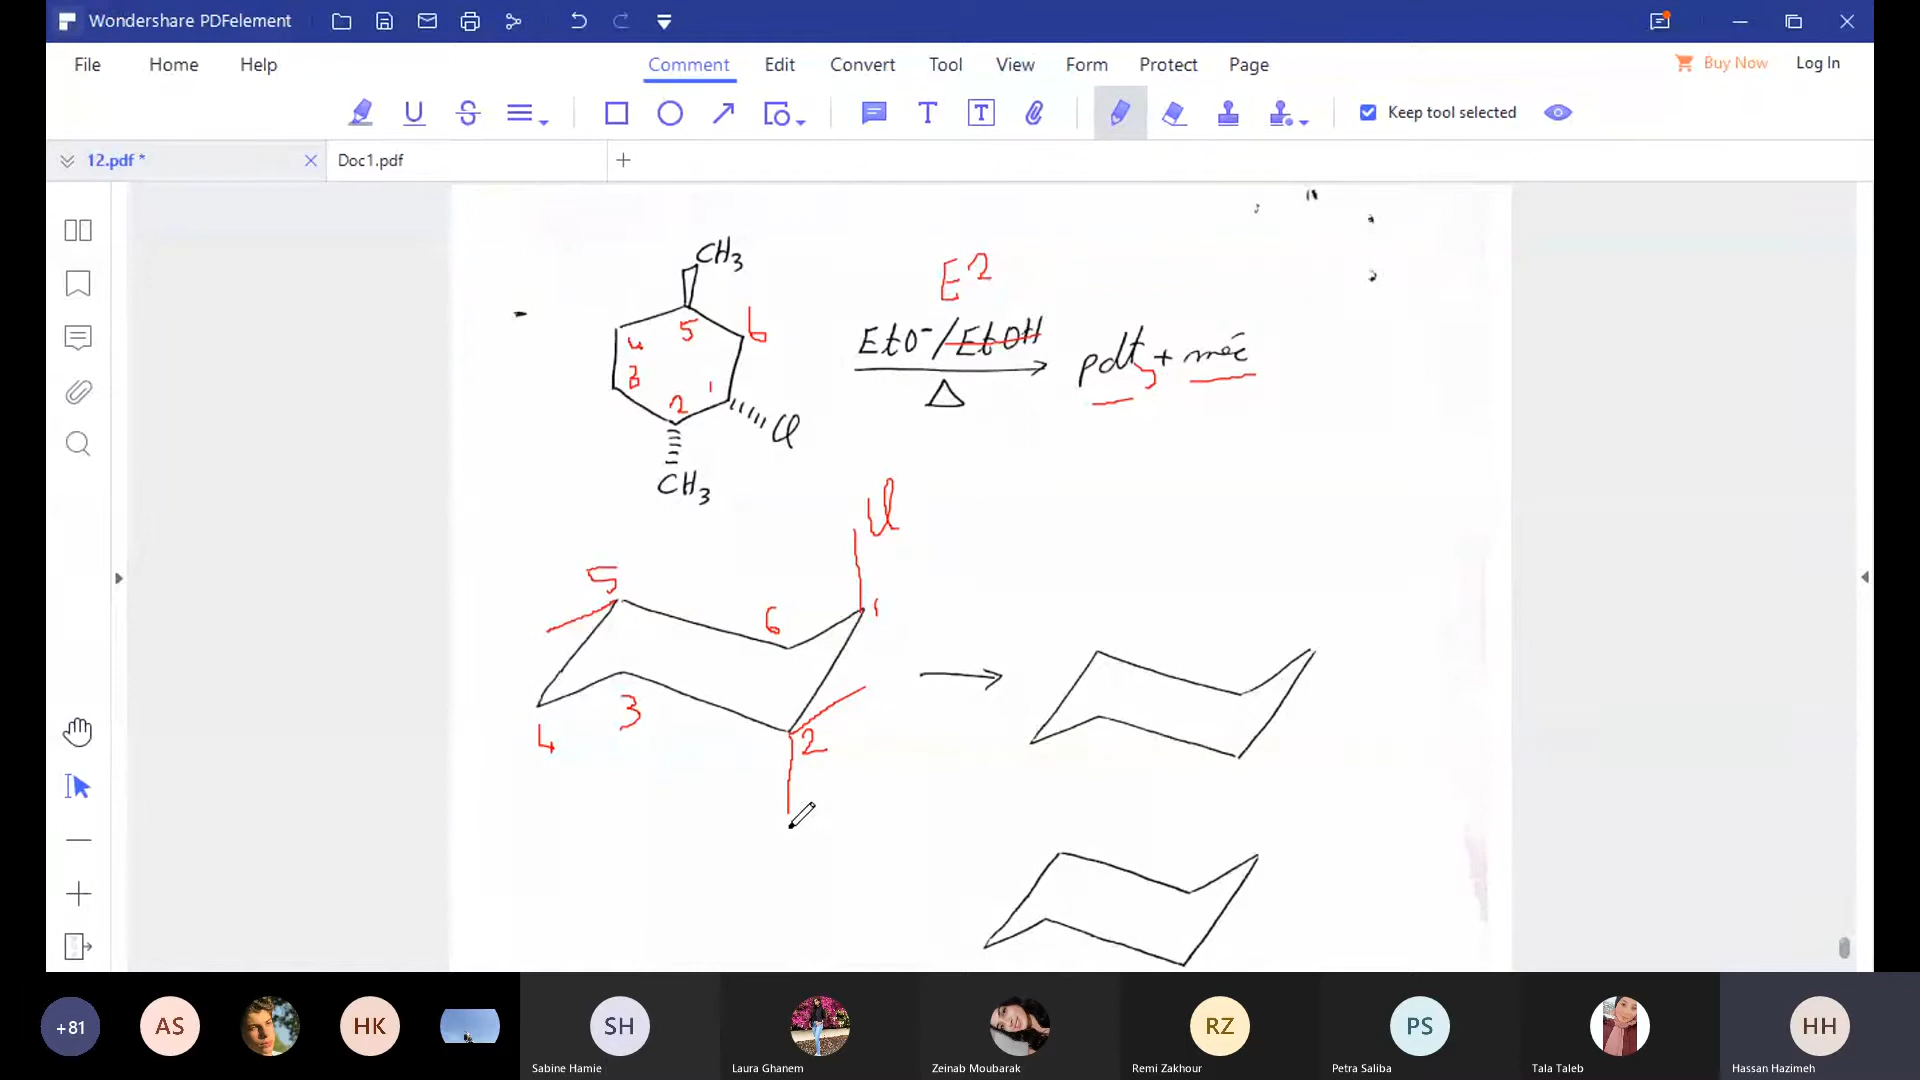 Wondershare PDFelement
File Home Help Comment Edit Convert Tool View Form Protect Page Buy Now Log In
Keep tool selected
12.pdf * Doc1.pdf
CH3
E2
5 6
EtO-/EtOH
pdts + méc
4
3
1
2
Δ
Cl
CH3
Cl
5
6 1
3
4 2
+81 AS HK SH RZ PS HH
Sabine Hamie Laura Ghanem Zeinab Moubarak Remi Zakhour Petra Saliba Tala Taleb Hassan Hazimeh